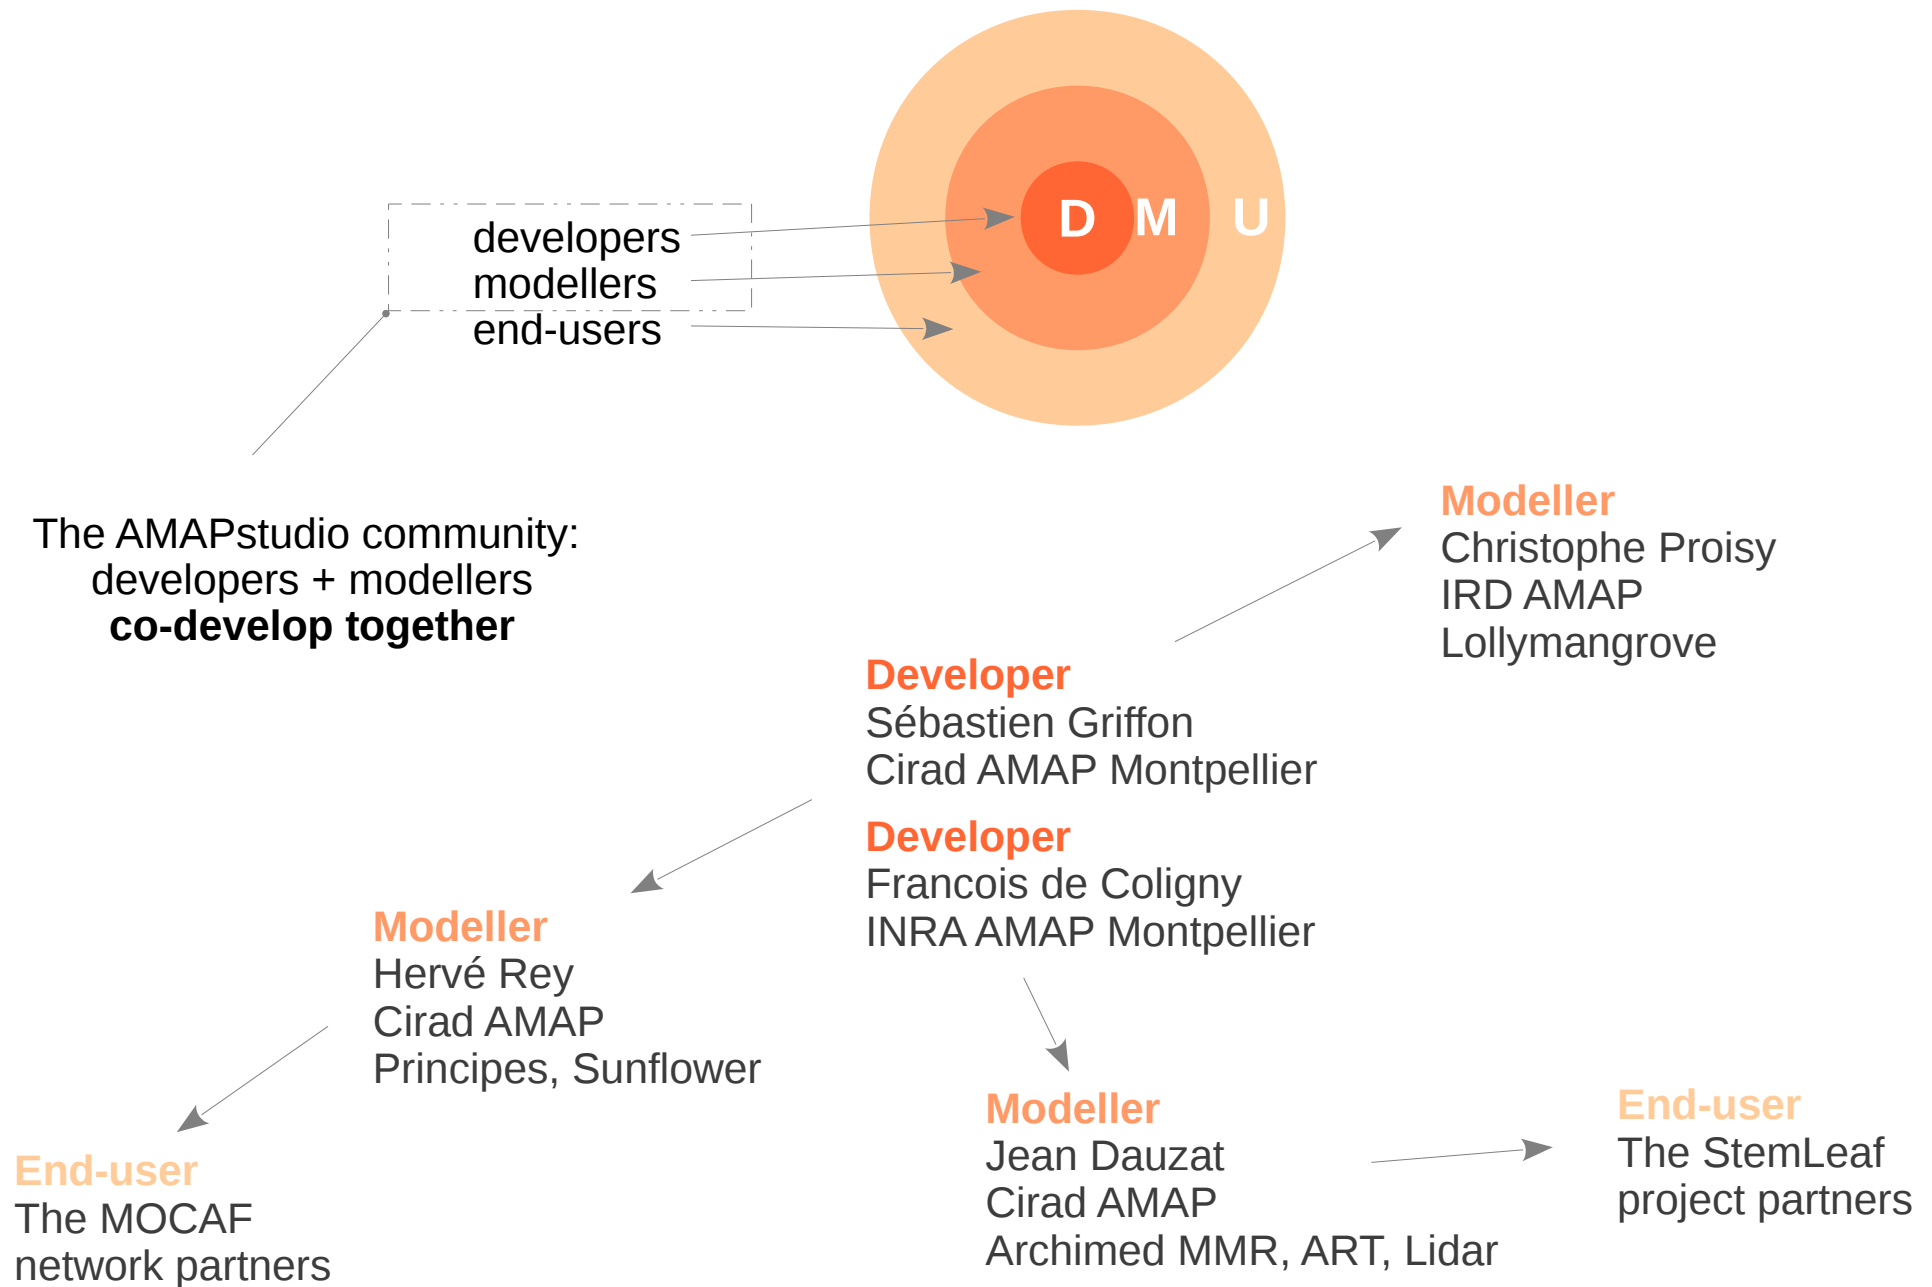 D M U
developers
modellers
end-users
The AMAPstudio community:
developers + modellers
co-develop together
Modeller
Christophe Proisy
IRD AMAP
Lollymangrove
Developer
Sébastien Griffon
Cirad AMAP Montpellier
Developer
Francois de Coligny
INRA AMAP Montpellier
Modeller
Hervé Rey
Cirad AMAP
Principes, Sunflower
End-user
The MOCAF
network partners
Modeller
Jean Dauzat
Cirad AMAP
Archimed MMR, ART, Lidar
End-user
The StemLeaf
project partners